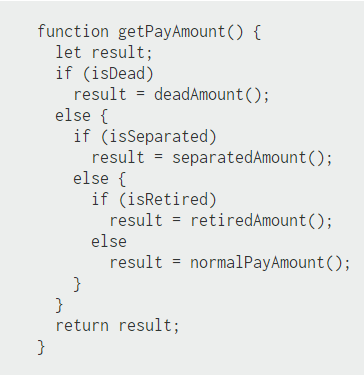 function getPayAmount() {
  let result;
  if (isDead)
    result = deadAmount();
  else {
    if (isSeparated)
      result = separatedAmount();
    else {
      if (isRetired)
        result = retiredAmount();
      else
        result = normalPayAmount();
    }
  }
  return result;
}